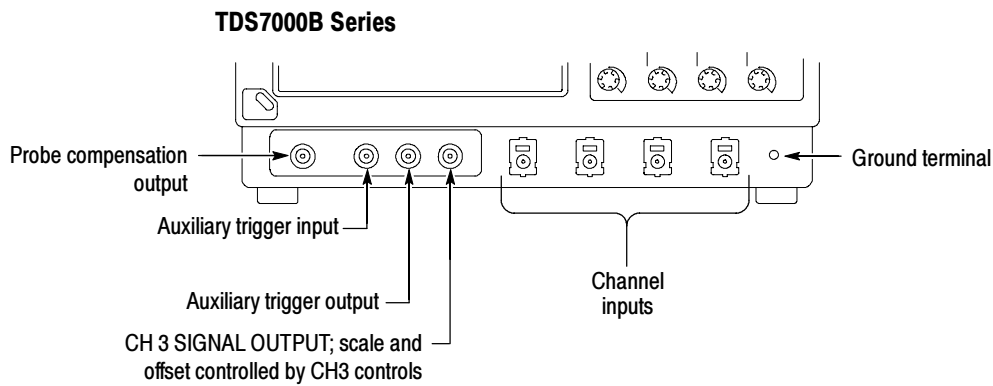 TDS7000B Series
Probe compensation
output
Ground terminal
Auxiliary trigger input
Channel
inputs
Auxiliary trigger output
CH 3 SIGNAL OUTPUT; scale and
offset controlled by CH3 controls